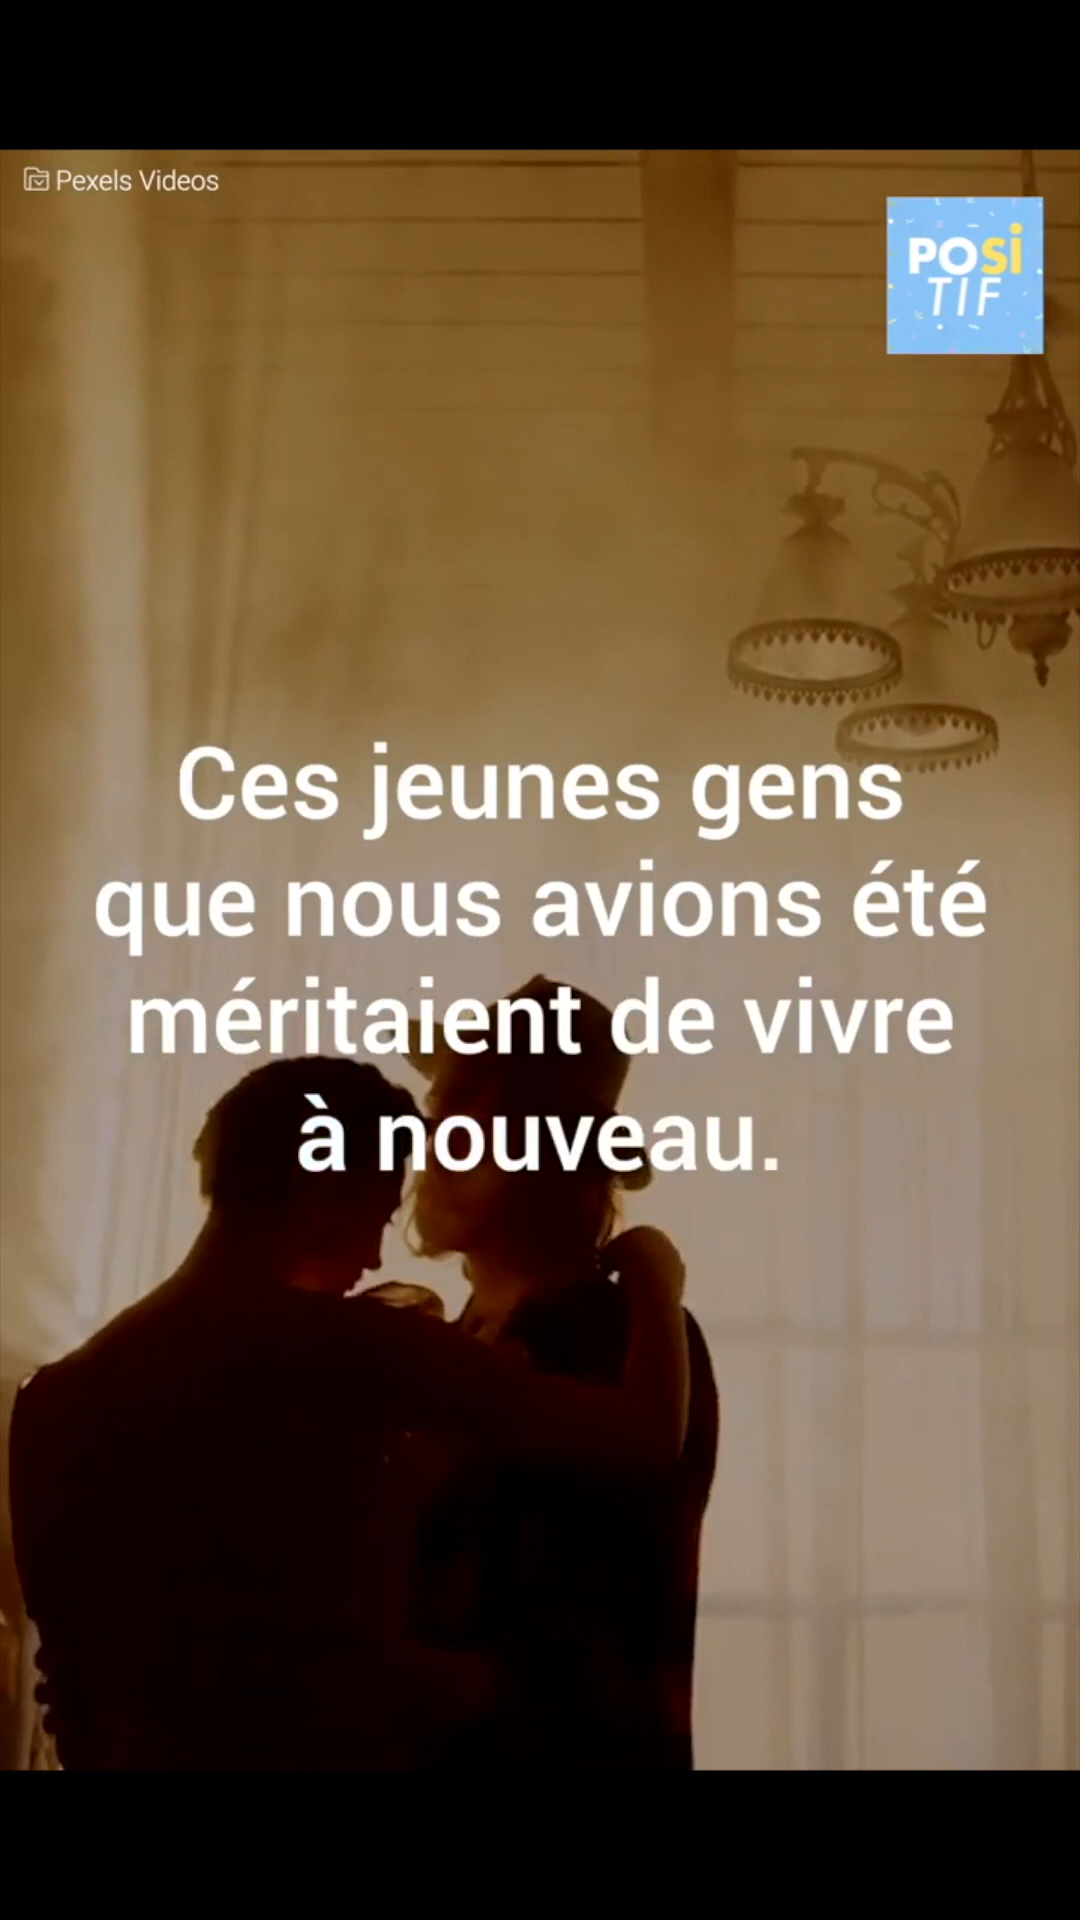 Pexels Videos
POSi
TIF
Ces jeunes gens
que nous avions été
méritaient de vivre
à nouveau.